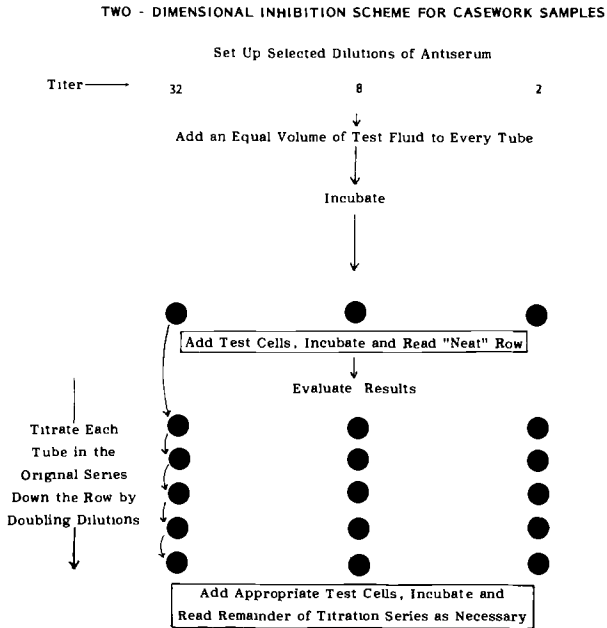 TWO - DIMENSIONAL INHIBITION SCHEME FOR CASEWORK SAMPLES
Set Up Selected Dilutions of Antiserum
Titer
32 8 2
Add an Equal Volume of Test Fluid to Every Tube
Incubate
Add Test Cells, Incubate and Read "Neat" Row
Evaluate Results
Titrate Each
Tube in the
Original Series
Down the Row by
Doubling Dilutions
Add Appropriate Test Cells, Incubate and
Read Remainder of Titration Series as Necessary